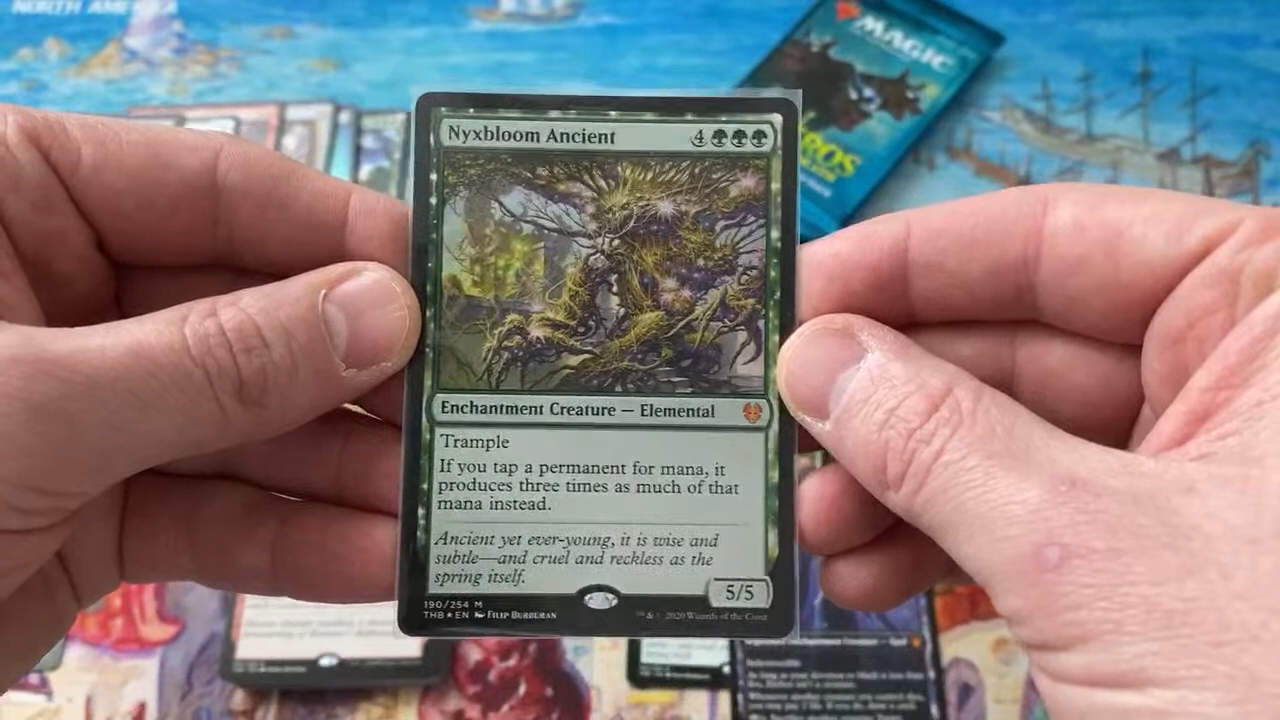 NORTH AMERICA
MAGIC
Nyxbloom Ancient 4
Enchantment Creature — Elemental
Trample
If you tap a permanent for mana, it
produces three times as much of that
mana instead.
Ancient yet ever-young, it is wise and
subtle—and cruel and reckless as the
spring itself.
5/5
190/254 M
THB★EN Filip Burburan
™ & © 2020 Wizards of the Coast
Indestructible